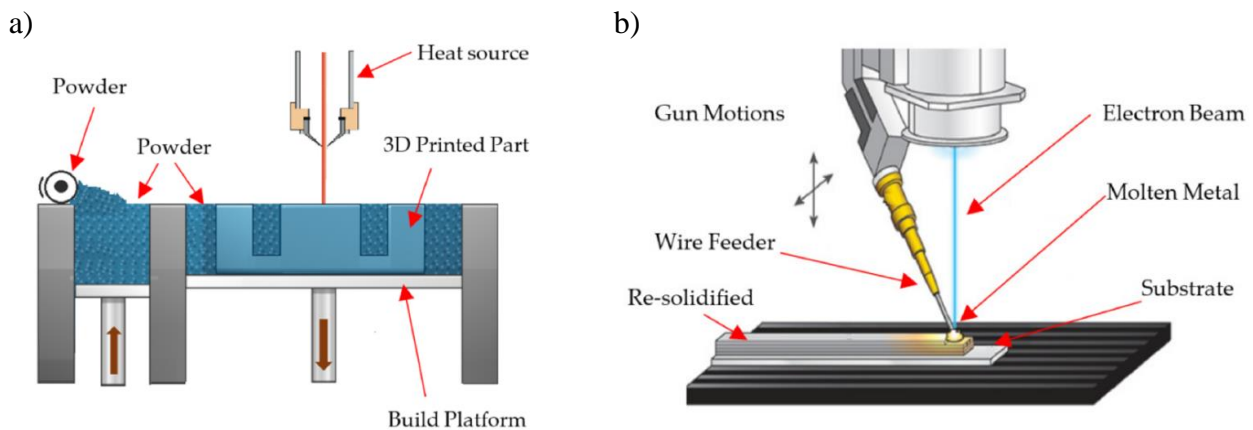 a)
Heat source
Powder
Powder
3D Printed Part
Build Platform
b)
Gun Motions
Electron Beam
Molten Metal
Wire Feeder
Re-solidified
Substrate